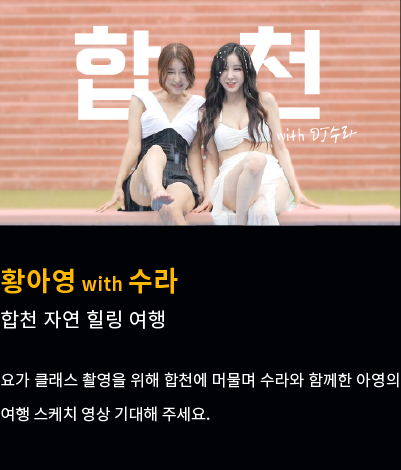 합천
with DJ수라
황아영 with 수라
합천 자연 힐링 여행
요가 클래스 촬영을 위해 합천에 머물며 수라와 함께한 아영의
여행 스케치 영상 기대해 주세요.